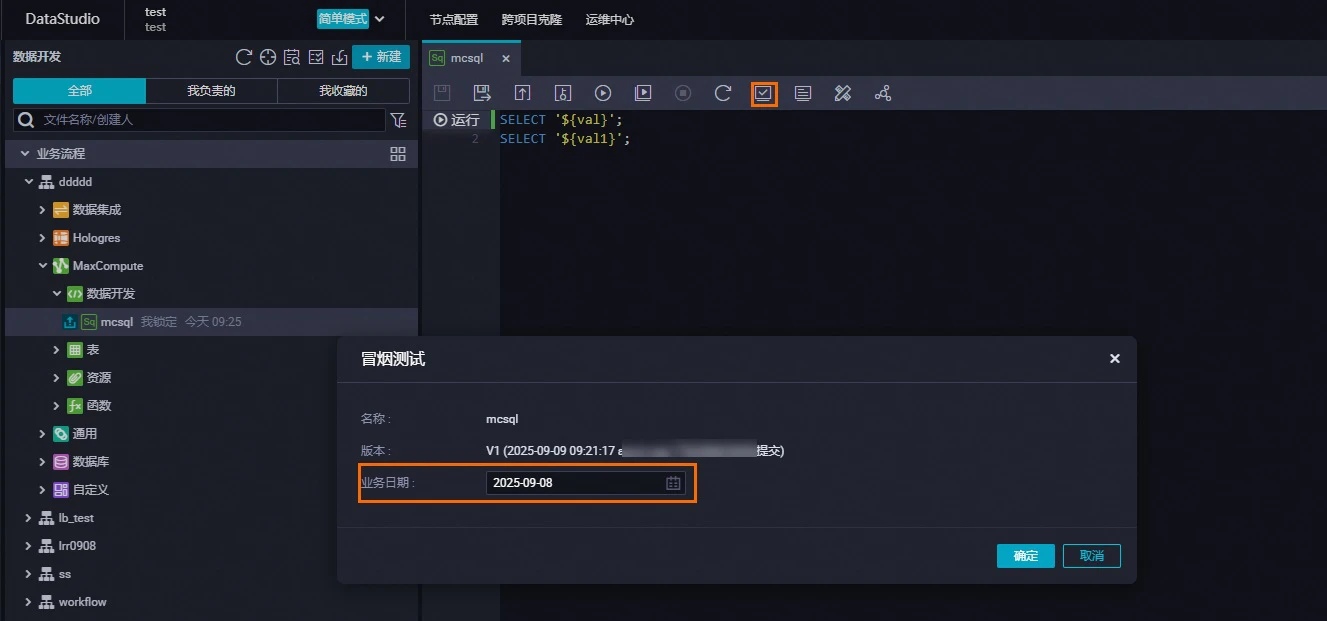 DataStudio
test
test
简单模式
节点配置 跨项目克隆 运维中心
数据开发
新建
全部 我负责的 我收藏的
文件名称/创建人
业务流程
ddddd
数据集成
Hologres
MaxCompute
数据开发
Sq mcsql 我锁定 今天 09:25
表
资源
函数
通用
数据库
自定义
lb_test
lrr0908
ss
workflow
Sq mcsql
运行 SELECT '${val}';
2 SELECT '${val1}';
冒烟测试
名称 : mcsql
版本 : V1 (2025-09-09 09:21:17 提交)
业务日期 : 2025-09-08
确定 取消